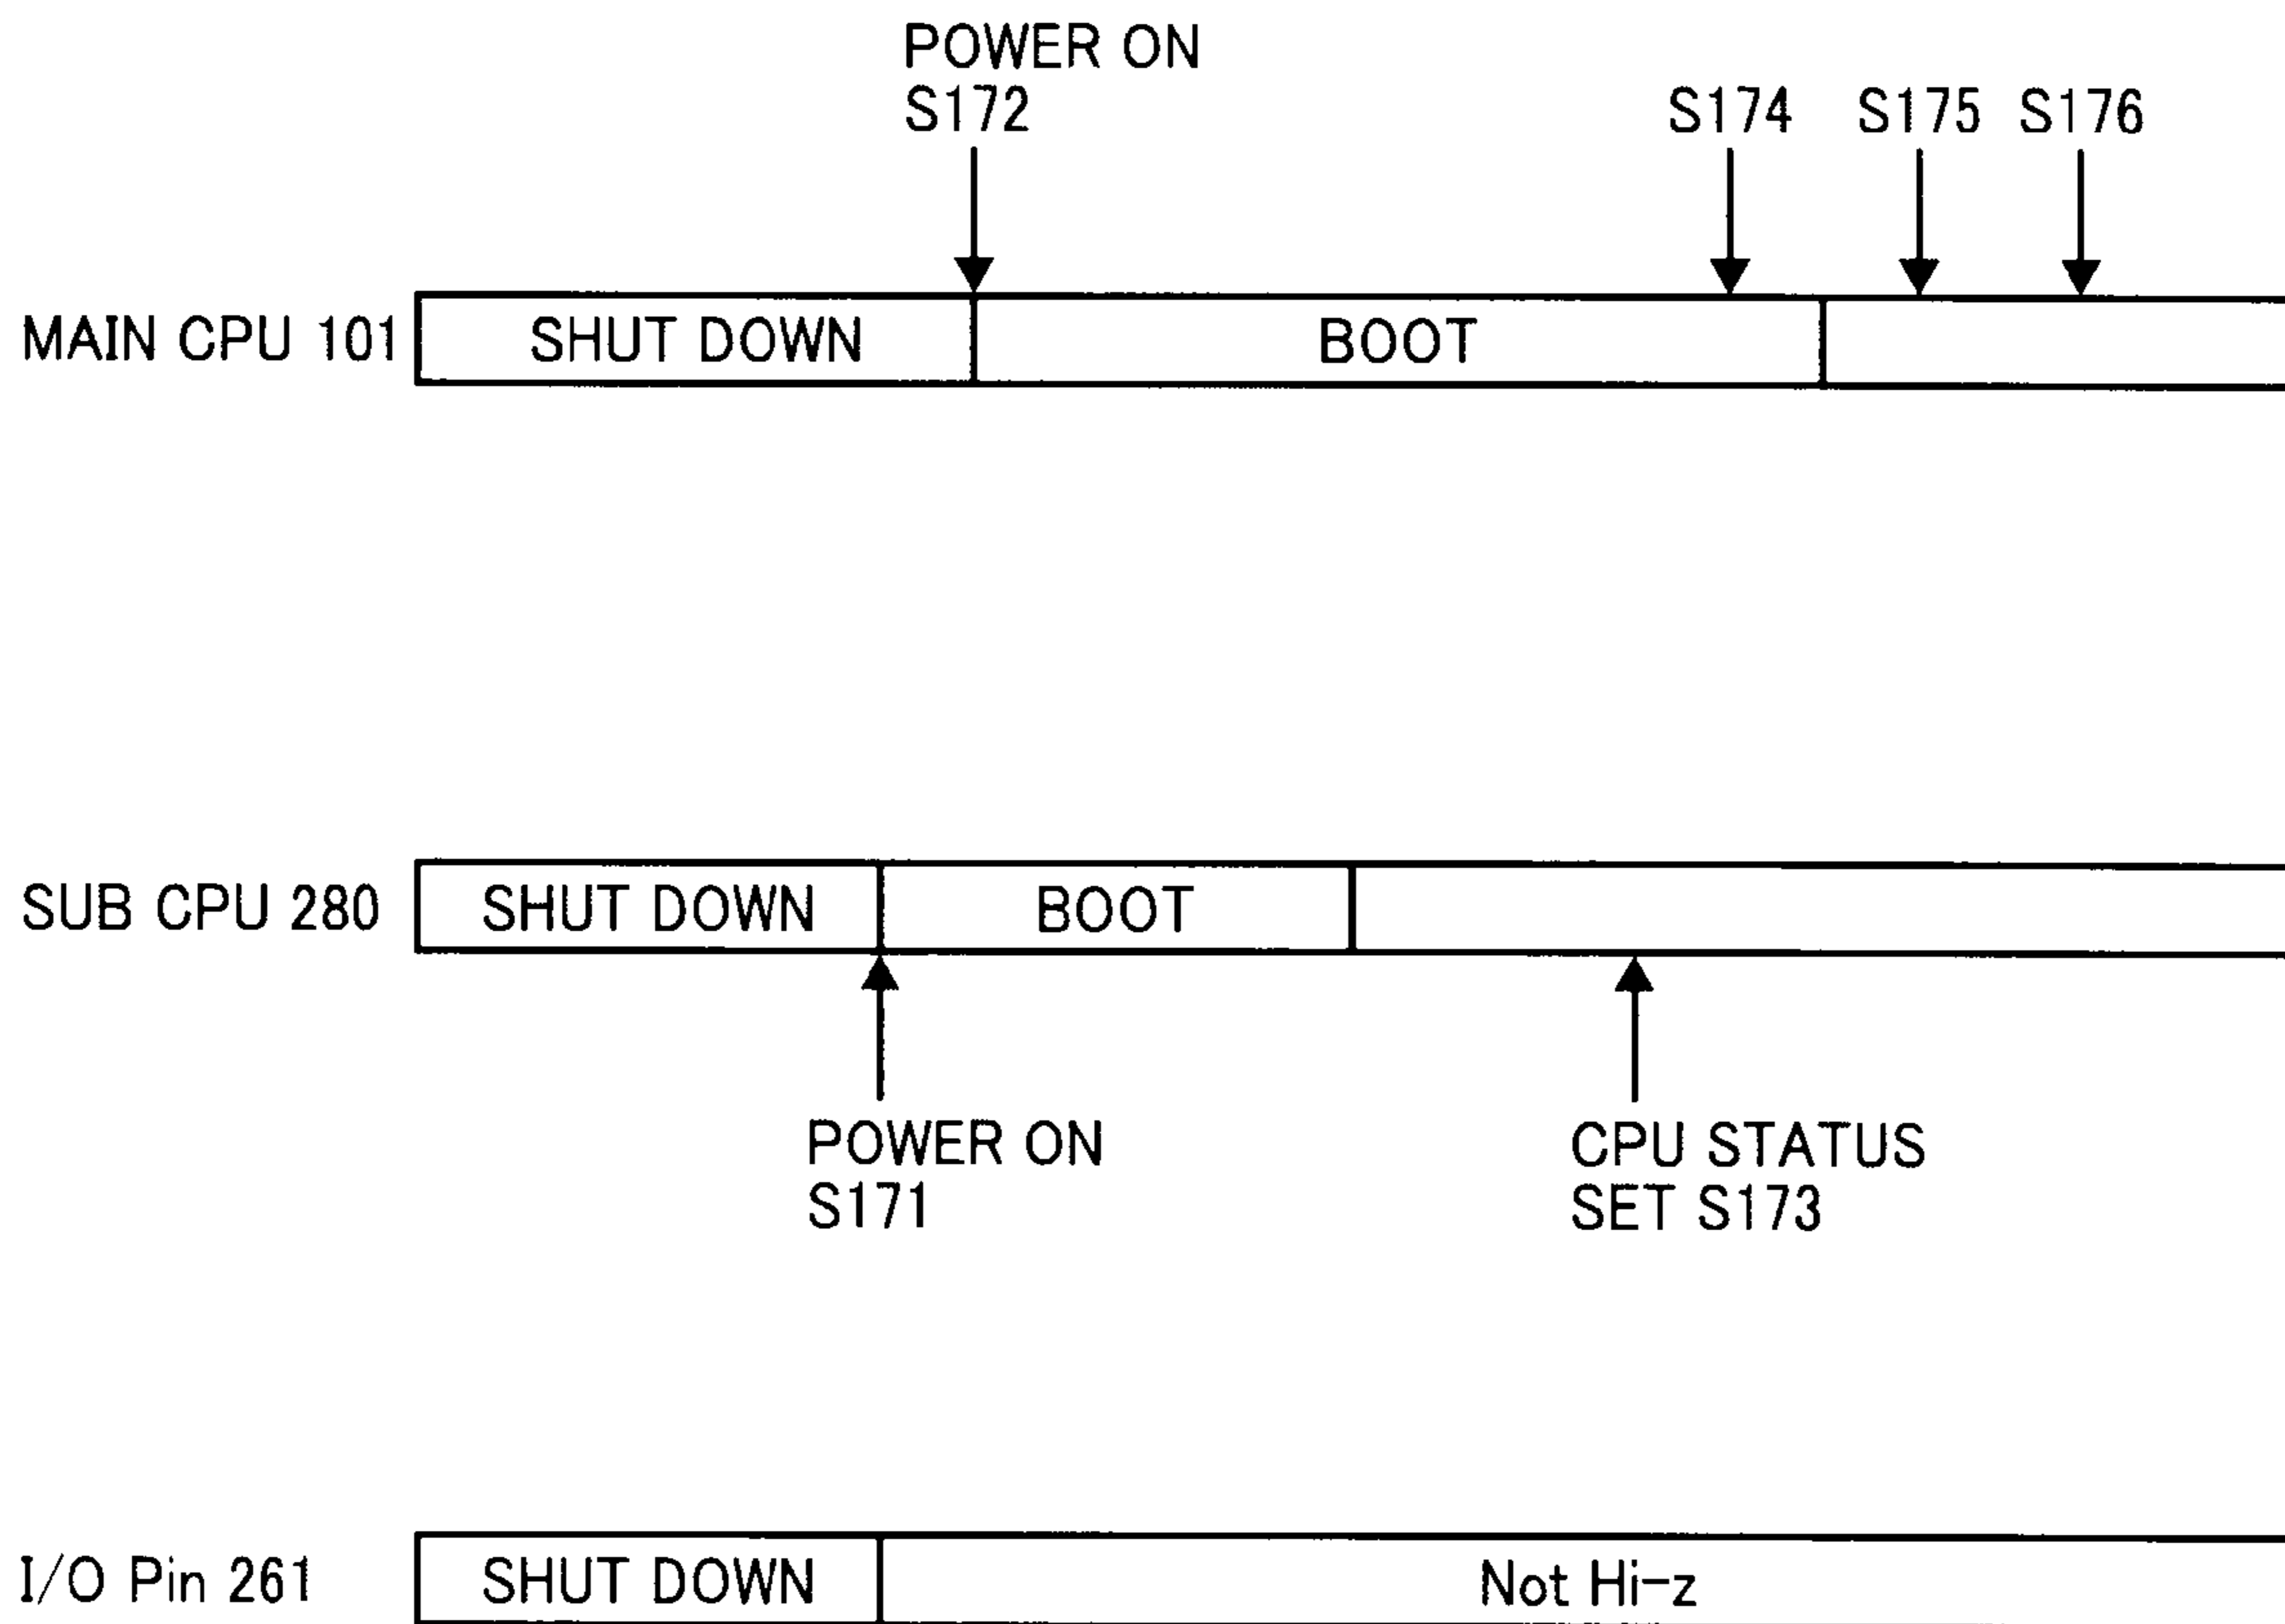 POWER ON
S172
S174 S175 S176
MAIN CPU 101 SHUT DOWN BOOT
SUB CPU 280 SHUT DOWN BOOT
POWER ON
S171
CPU STATUS
SET S173
I/O Pin 261 SHUT DOWN Not Hi-z